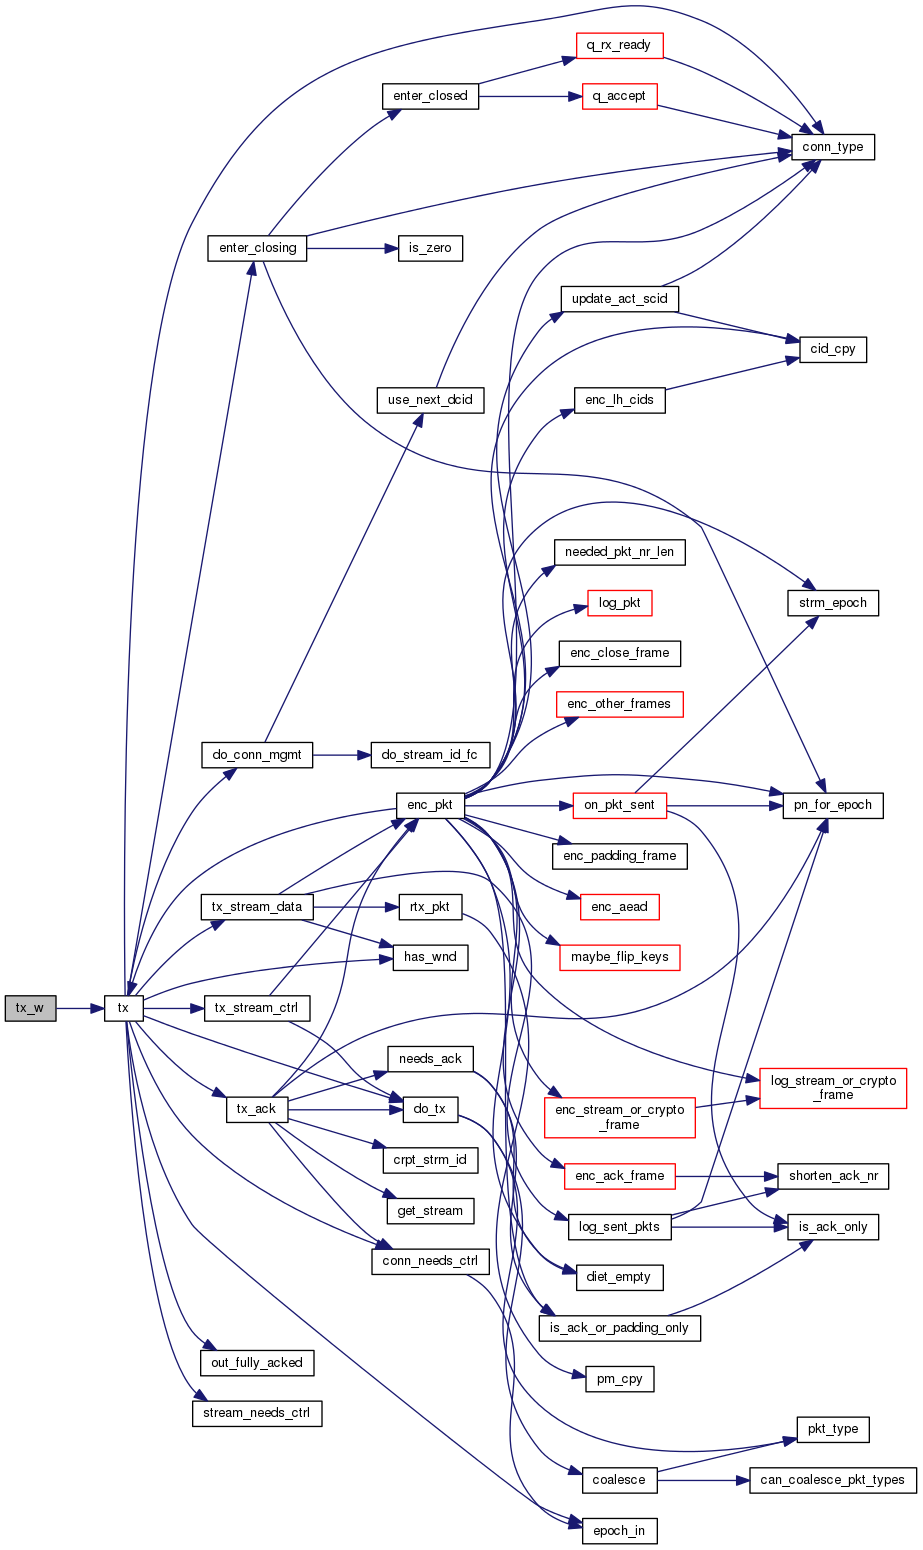 q_rx_ready
enter_closed
q_accept
conn_type
enter_closing
is_zero
update_act_scid
cid_cpy
use_next_dcid
enc_lh_cids
needed_pkt_nr_len
log_pkt
strm_epoch
enc_close_frame
enc_other_frames
do_conn_mgmt
do_stream_id_fc
enc_pkt
on_pkt_sent
pn_for_epoch
enc_padding_frame
tx_stream_data
rtx_pkt
enc_aead
has_wnd
maybe_flip_keys
tx_w
tx
tx_stream_ctrl
needs_ack
log_stream_or_crypto
_frame
tx_ack
do_tx
enc_stream_or_crypto
_frame
crpt_strm_id
enc_ack_frame
shorten_ack_nr
get_stream
log_sent_pkts
is_ack_only
conn_needs_ctrl
diet_empty
is_ack_or_padding_only
out_fully_acked
pm_cpy
stream_needs_ctrl
pkt_type
coalesce
can_coalesce_pkt_types
epoch_in